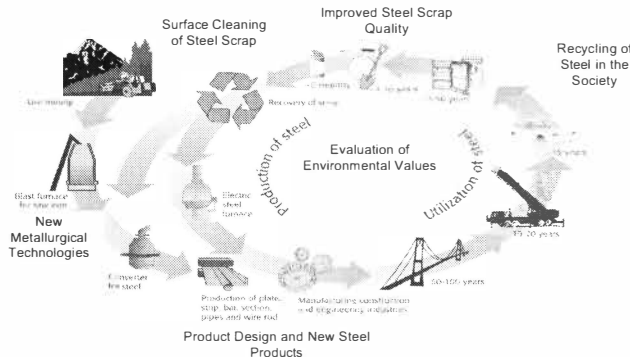 Surface Cleaning
of Steel Scrap
Improved Steel Scrap
Quality
Recycling of
Steel in the
Society
Recovery of scrap
Production of steel
Evaluation of
Environmental Values
Utilization of steel
Blast furnace
for raw iron
Electric
steel
furnace
New
Metallurgical
Technologies
15-20 years
60-100 years
Converter
for steel
Production of plate,
strip, bar, section,
pipes and wire rod
Manufacturing construction
and engineering industries
Product Design and New Steel
Products